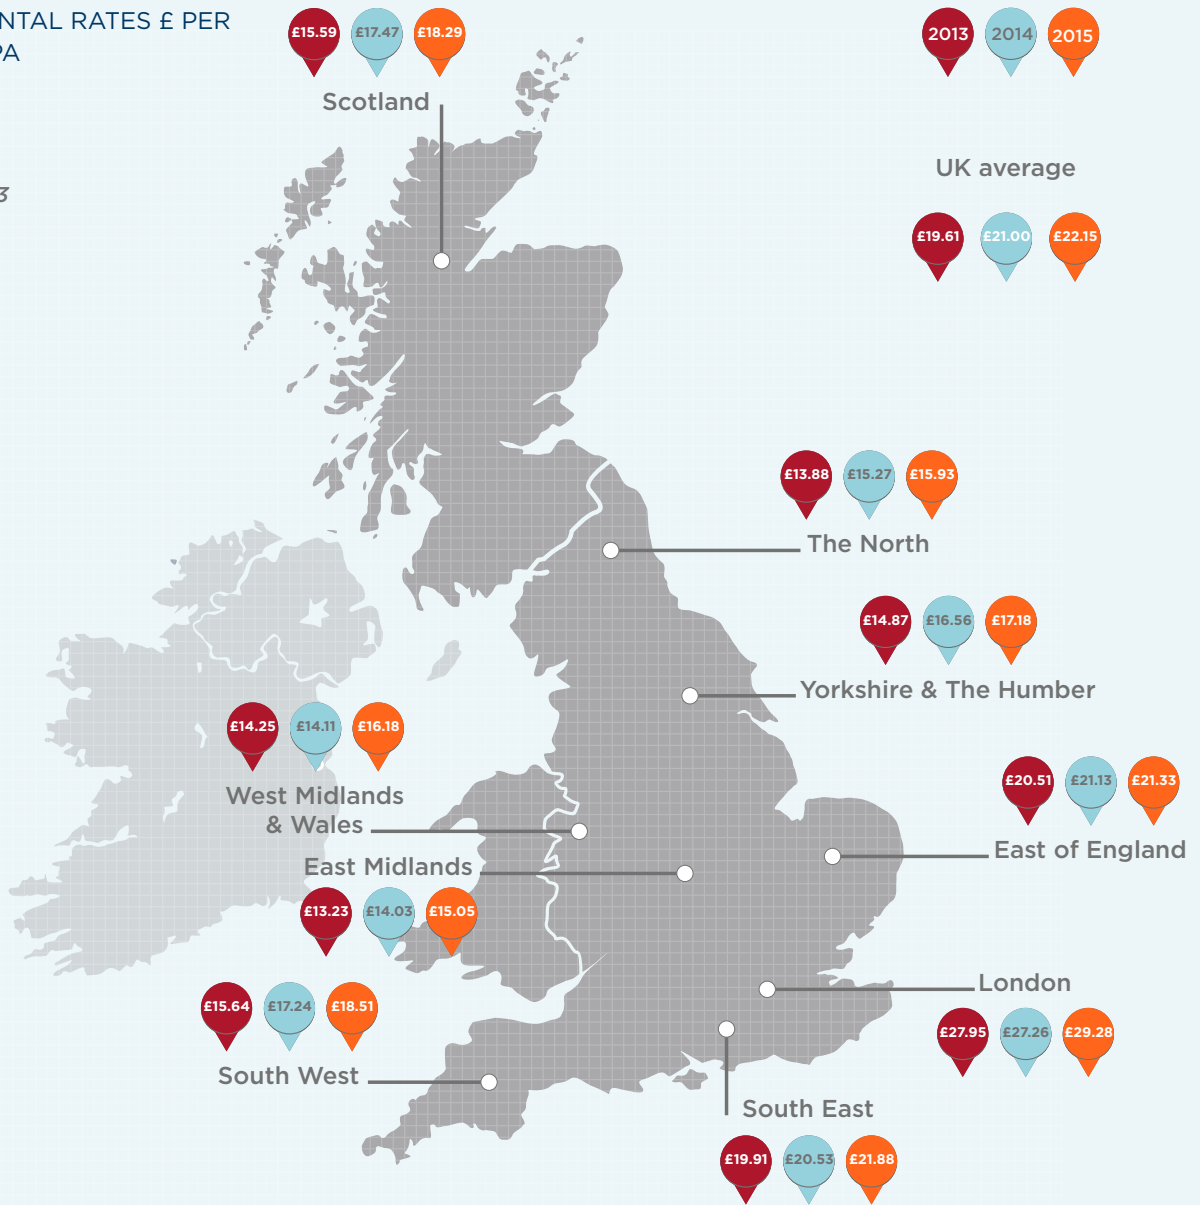 NTAL RATES £ PER
PA
3
£15.59 £17.47 £18.29
Scotland
2013 2014 2015
UK average
£19.61 £21.00 £22.15
£13.88 £15.27 £15.93
The North
£14.87 £16.56 £17.18
Yorkshire & The Humber
£14.25 £14.11 £16.18
West Midlands
& Wales
£20.51 £21.13 £21.33
East of England
East Midlands
£13.23 £14.03 £15.05
London
£27.95 £27.26 £29.28
£15.64 £17.24 £18.51
South West
South East
£19.91 £20.53 £21.88